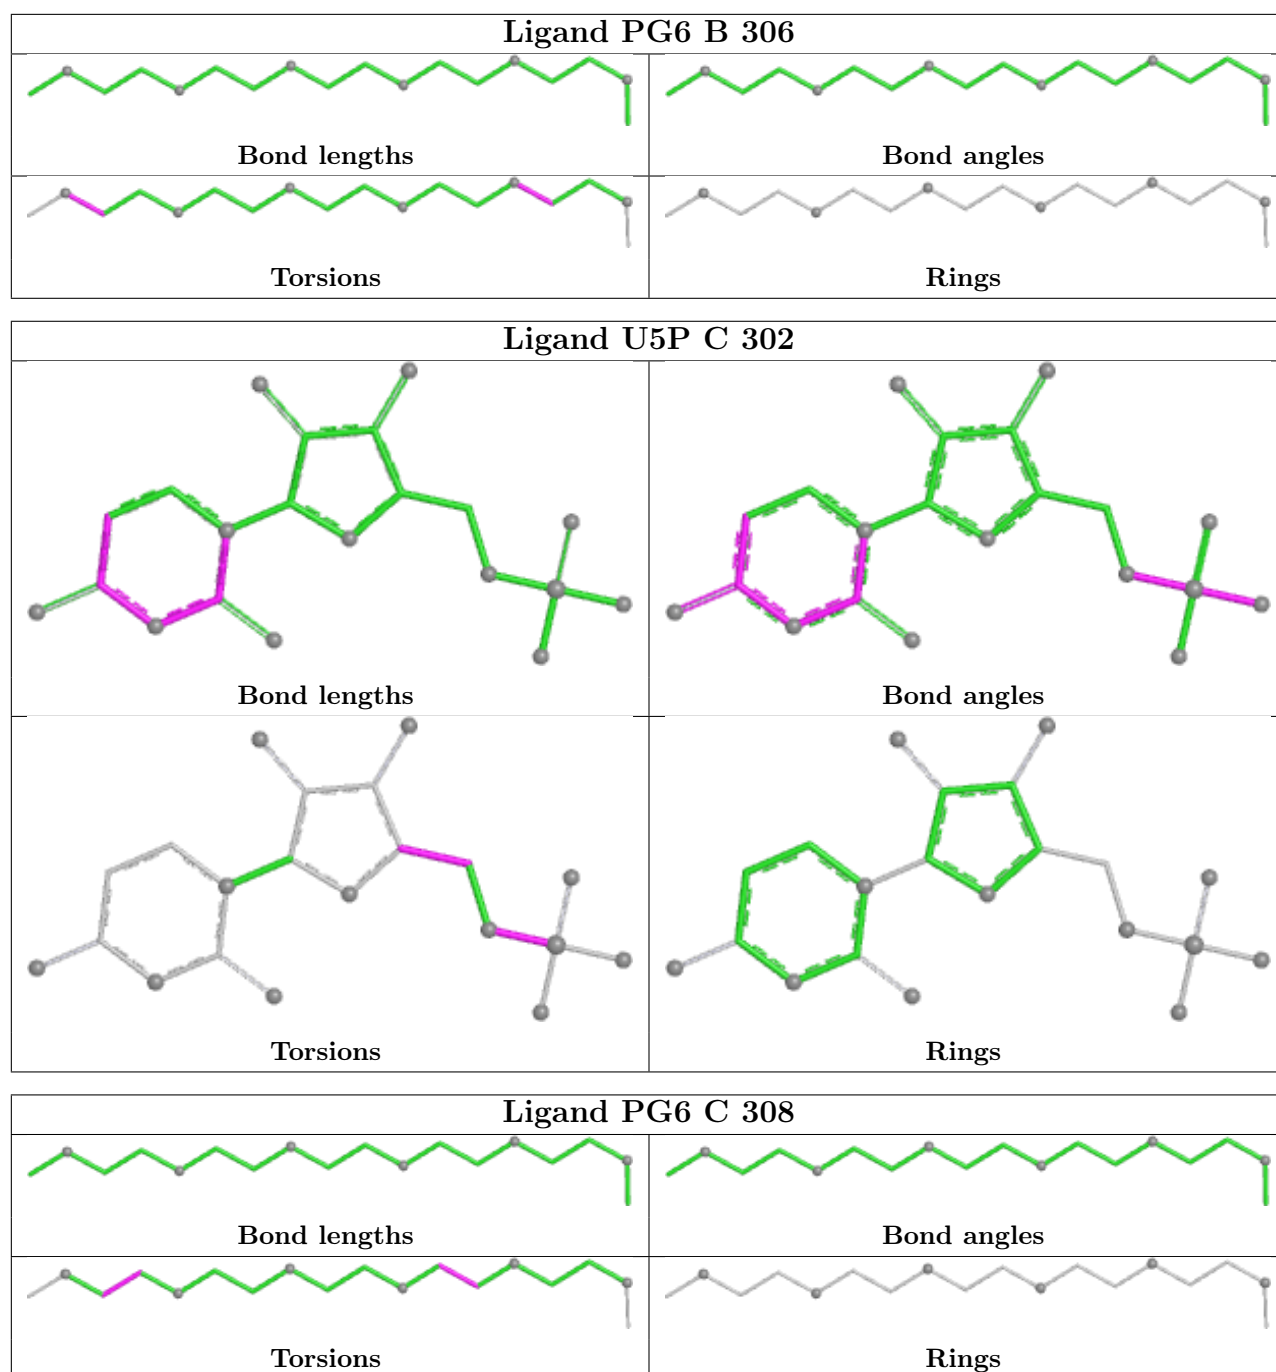 Ligand PG6 B 306
Bond lengths
Bond angles
Torsions
Rings
Ligand U5P C 302
Bond lengths
Bond angles
Torsions
Rings
Ligand PG6 C 308
Bond lengths
Bond angles
Torsions
Rings